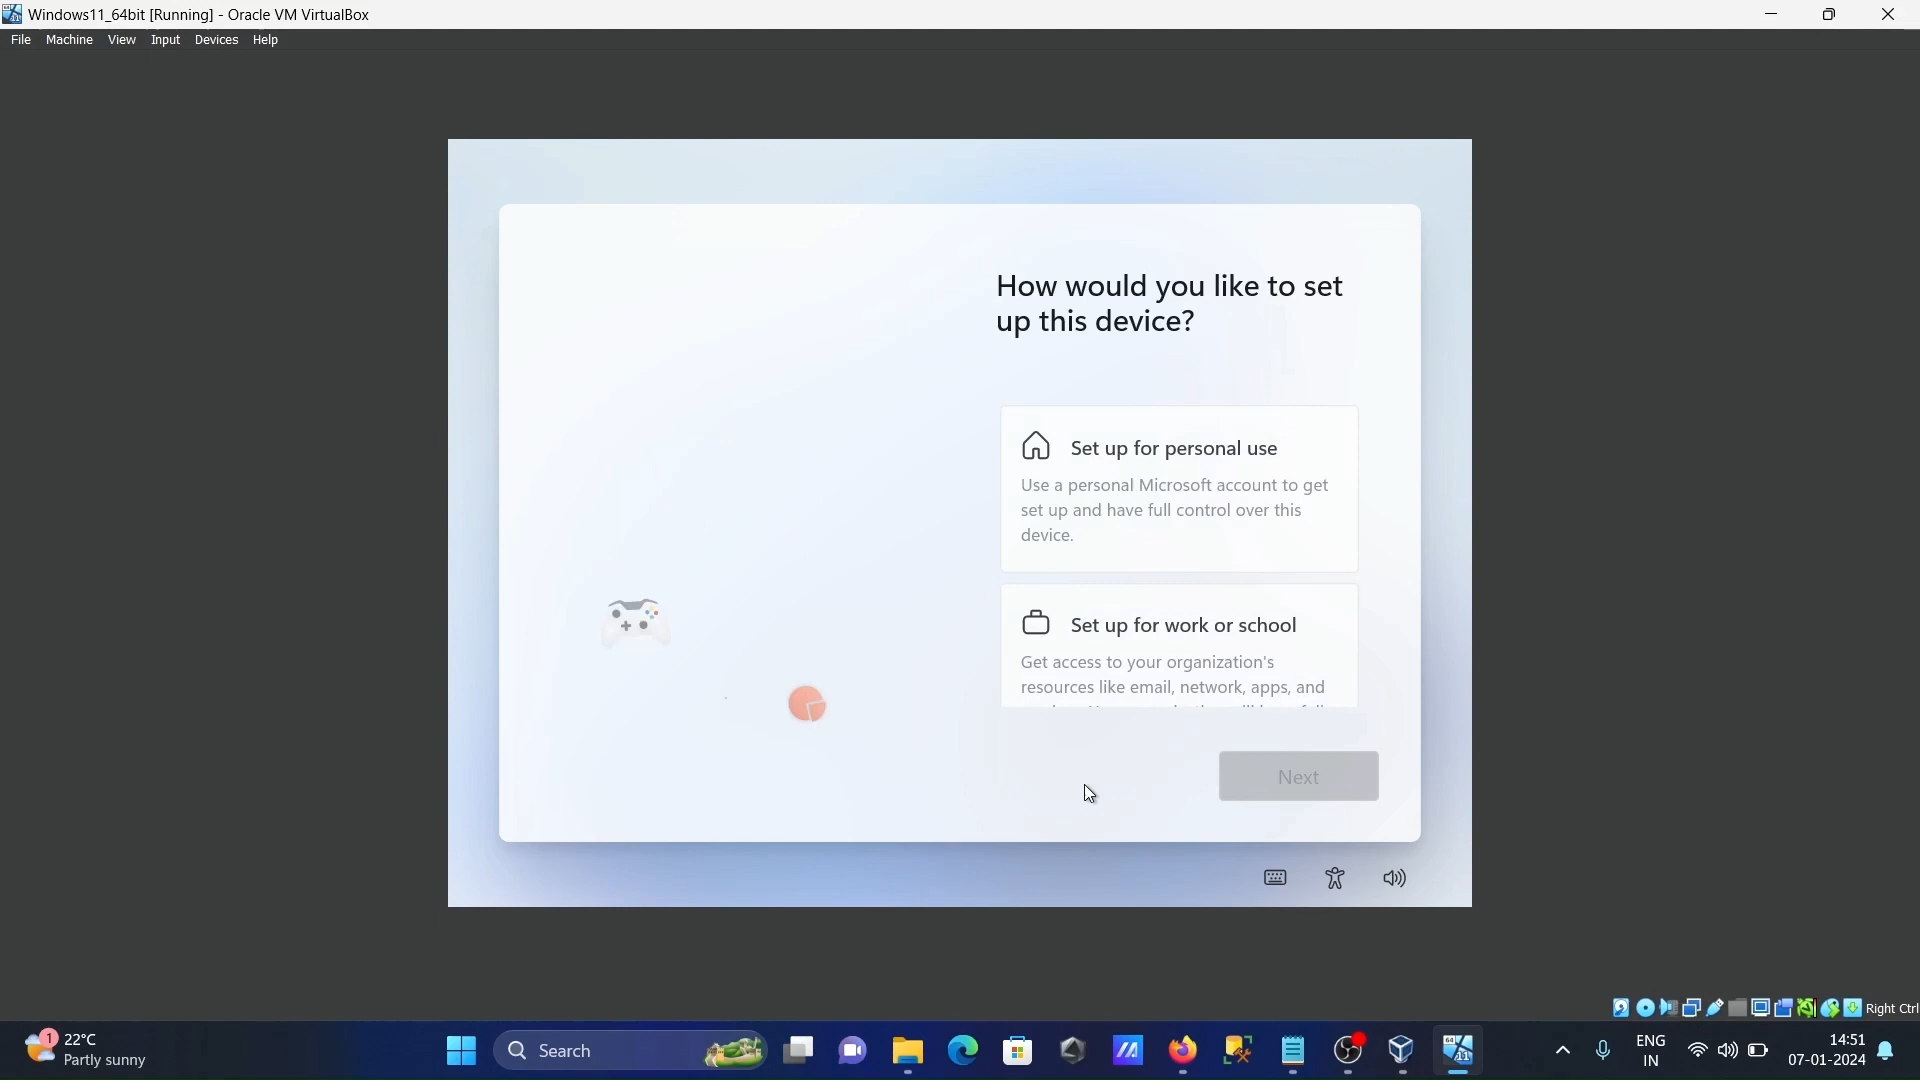 Windows11_64bit [Running] - Oracle VM VirtualBox
File Machine View Input Devices Help
How would you like to set
up this device?
Set up for personal use
Use a personal Microsoft account to get
set up and have full control over this
device.
Set up for work or school
Get access to your organization's
resources like email, network, apps, and
Next
Right Ctrl
1
22°C
Partly sunny
Search
64
11
ENG
IN
14:51
07-01-2024